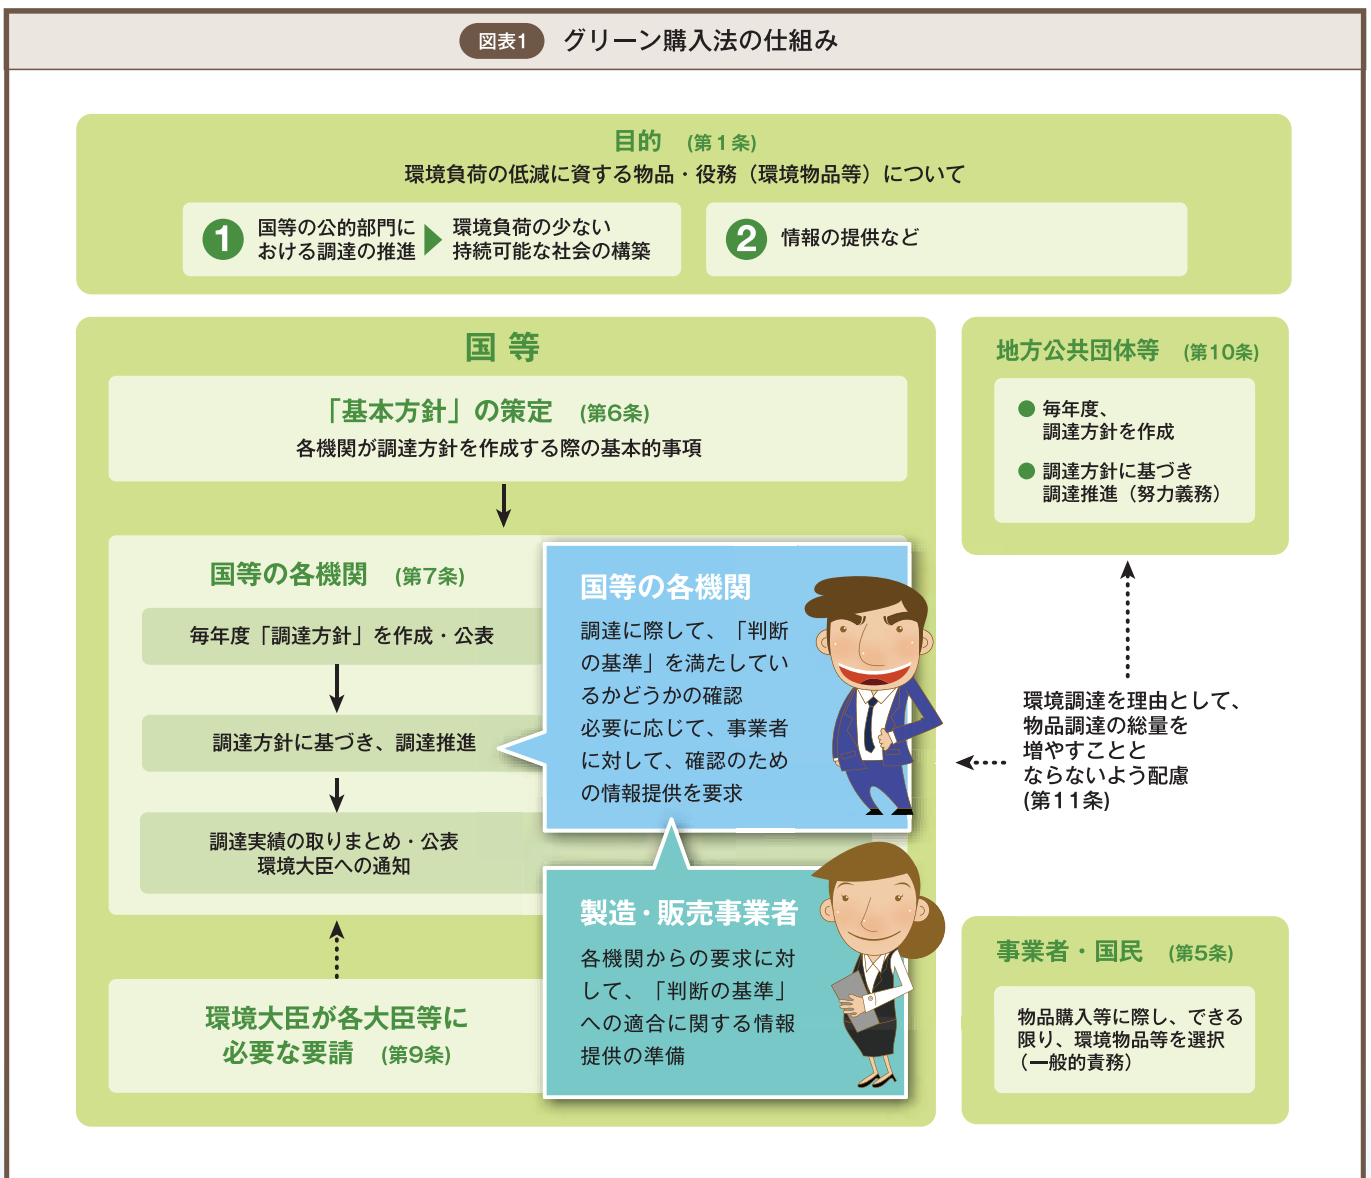 図表1 グリーン購入法の仕組み
目的 (第1条)
環境負荷の低減に資する物品・役務（環境物品等）について
1 国等の公的部門に
おける調達の推進
環境負荷の少ない
持続可能な社会の構築
2 情報の提供など
国等
「基本方針」の策定 (第6条)
各機関が調達方針を作成する際の基本的事項
国等の各機関 (第7条)
毎年度「調達方針」を作成・公表
調達方針に基づき、調達推進
調達実績の取りまとめ・公表
環境大臣への通知
環境大臣が各大臣等に
必要な要請 (第9条)
国等の各機関
調達に際して、「判断
の基準」を満たしてい
るかどうかの確認
必要に応じて、事業者
に対して、確認のため
の情報提供を要求
製造・販売事業者
各機関からの要求に対
して、「判断の基準」
への適合に関する情報
提供の準備
地方公共団体等 (第10条)
● 毎年度、
調達方針を作成
● 調達方針に基づき
調達推進（努力義務）
環境調達を理由として、
物品調達の総量を
増やすことと
ならないよう配慮
(第11条)
事業者・国民 (第5条)
物品購入等に際し、できる
限り、環境物品等を選択
（一般的責務）